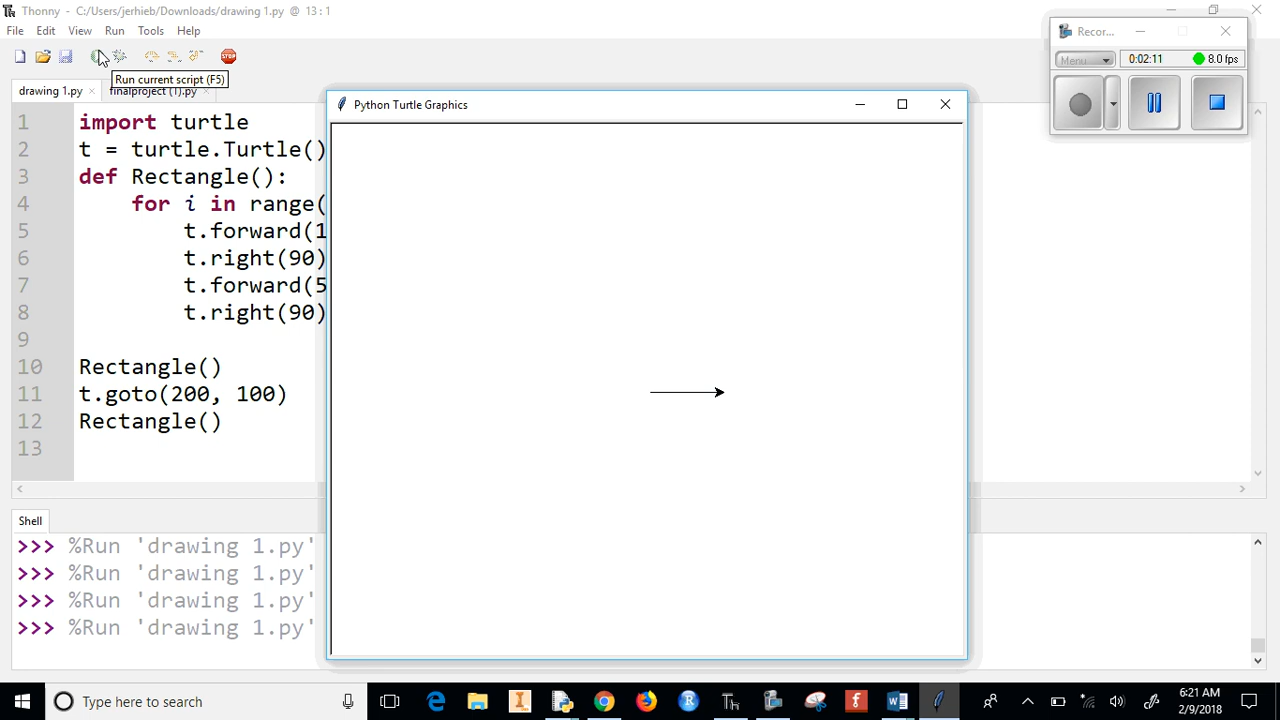 Thonny - C:/Users/jerhieb/Downloads/drawing 1.py @ 13 : 1
File Edit View Run Tools Help
Recor...
Menu
0:02:11
8.0 fps
Run current script (F5)
drawing 1.py
finalproject (1).py
Python Turtle Graphics
1 import turtle
2 t = turtle.Turtle()
3 def Rectangle():
4 for i in range(
5 t.forward(1
6 t.right(90)
7 t.forward(5
8 t.right(90)
9
10 Rectangle()
11 t.goto(200, 100)
12 Rectangle()
13
Shell
>>> %Run 'drawing 1.py'
>>> %Run 'drawing 1.py'
>>> %Run 'drawing 1.py'
>>> %Run 'drawing 1.py'
Type here to search
6:21 AM
2/9/2018